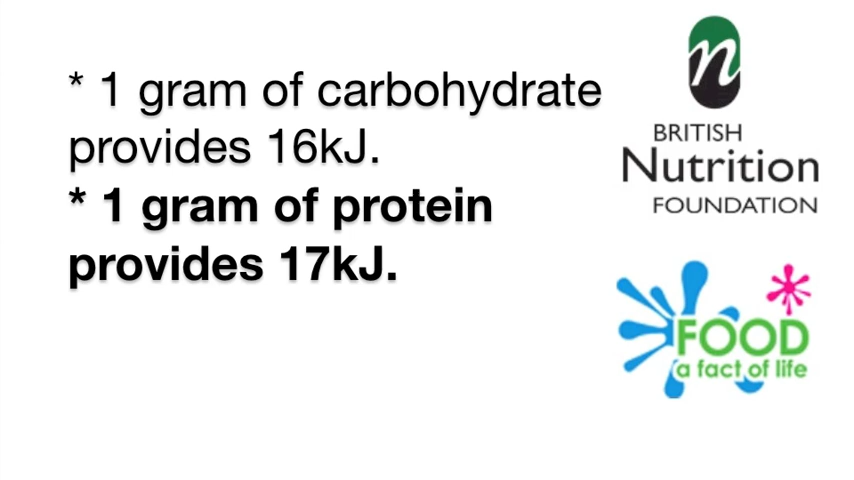 * 1 gram of carbohydrate
provides 16kJ.
* 1 gram of protein
provides 17kJ.
n
BRITISH
Nutrition
FOUNDATION
FOOD
a fact of life